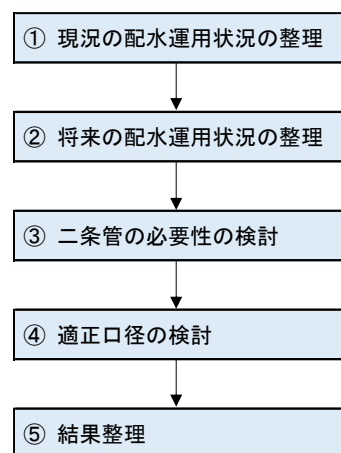 ① 現況の配水運用状況の整理
② 将来の配水運用状況の整理
③ 二条管の必要性の検討
④ 適正口径の検討
⑤ 結果整理